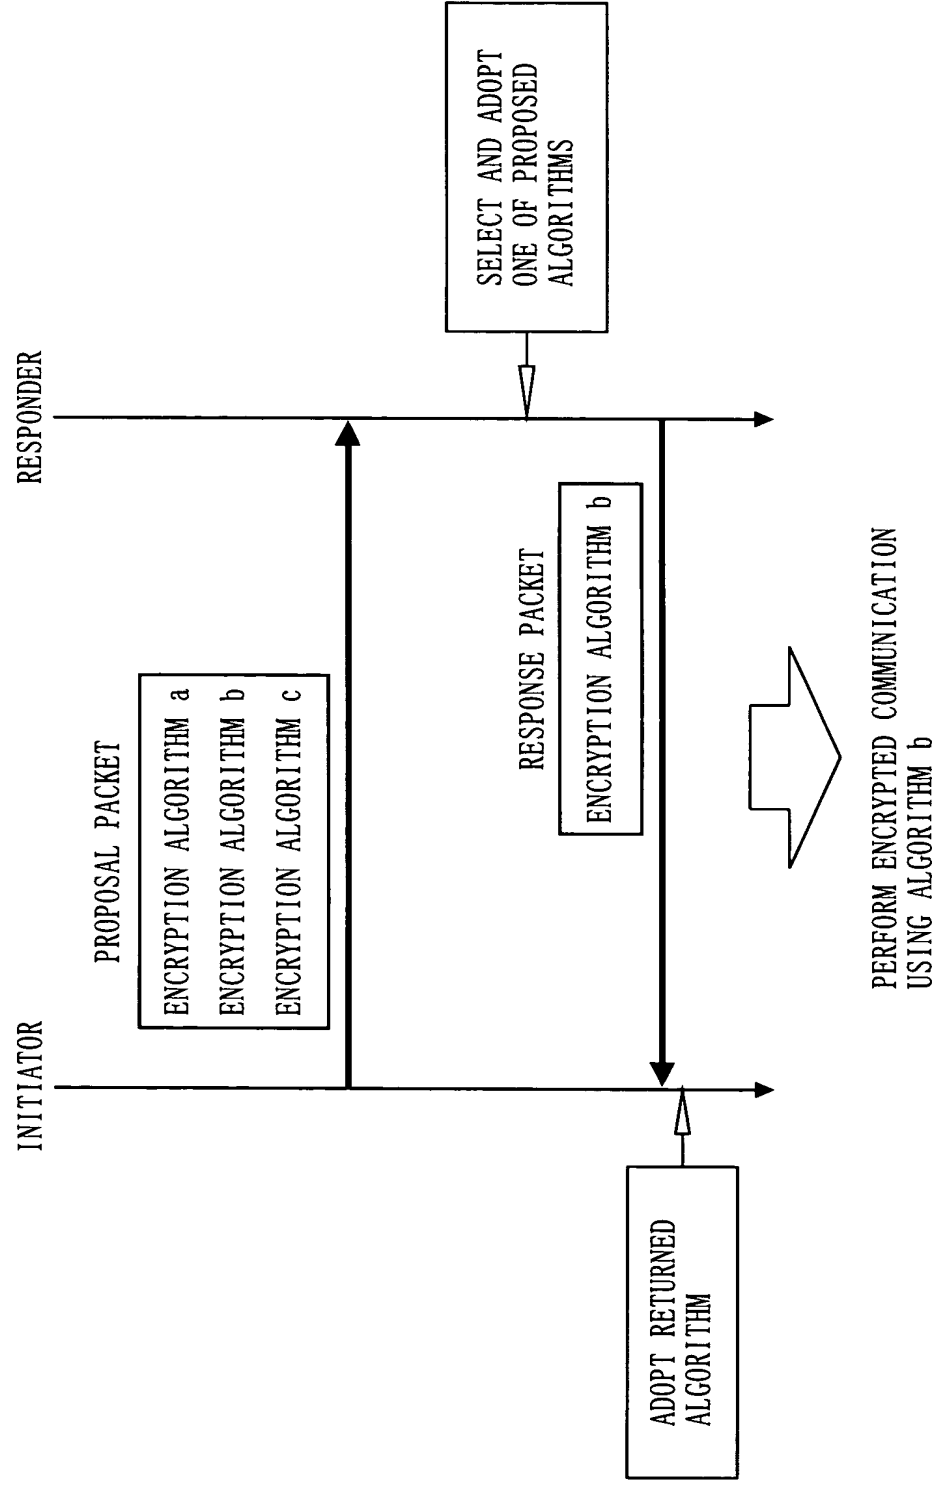 INITIATOR
RESPONDER
PROPOSAL PACKET
ENCRYPTION ALGORITHM a
ENCRYPTION ALGORITHM b
ENCRYPTION ALGORITHM c
SELECT AND ADOPT
ONE OF PROPOSED
ALGORITHMS
RESPONSE PACKET
ENCRYPTION ALGORITHM b
ADOPT RETURNED
ALGORITHM
PERFORM ENCRYPTED COMMUNICATION
USING ALGORITHM b